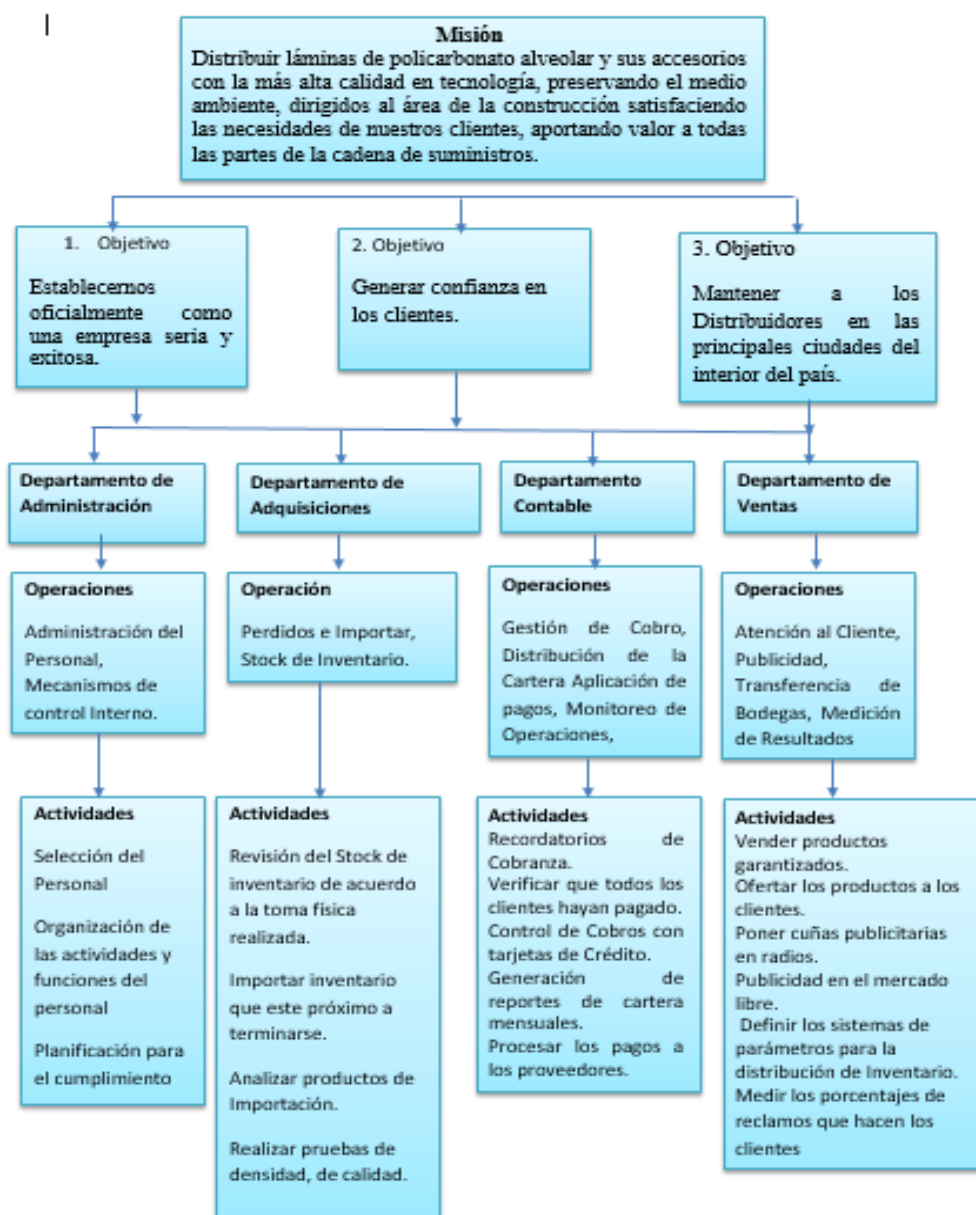 Misión
Distribuir láminas de policarbonato alveolar y sus accesorios
con la más alta calidad en tecnología, preservando el medio
ambiente, dirigidos al área de la construcción satisfaciendo
las necesidades de nuestros clientes, aportando valor a todas
las partes de la cadena de suministros.
1. Objetivo
Establecernos
oficialmente como
una empresa seria y
exitosa.
2. Objetivo
Generar confianza en
los clientes.
3. Objetivo
Mantener a los
Distribuidores en las
principales ciudades del
interior del país.
Departamento de
Administración
Departamento de
Adquisiciones
Departamento
Contable
Departamento de
Ventas
Operaciones
Administración del
Personal,
Mecanismos de
control Interno.
Operación
Perdidos e Importar,
Stock de Inventario.
Operaciones
Gestión de Cobro,
Distribución de la
Cartera Aplicación de
pagos, Monitoreo de
Operaciones,
Operaciones
Atención al Cliente,
Publicidad,
Transferencia de
Bodegas, Medición
de Resultados
Actividades
Selección del
Personal
Organización de
las actividades y
funciones del
personal
Planificación para
el cumplimiento
Actividades
Revisión del Stock de
inventario de acuerdo
a la toma física
realizada.
Importar inventario
que este próximo a
terminarse.
Analizar productos de
Importación.
Realizar pruebas de
densidad, de calidad.
Actividades
Recordatorios de
Cobranza.
Verificar que todos los
clientes hayan pagado.
Control de Cobros con
tarjetas de Crédito.
Generación de
reportes de cartera
mensuales.
Procesar los pagos a
los proveedores.
Actividades
Vender productos
garantizados.
Ofertar los productos a los
clientes.
Poner cuñas publicitarias
en radios.
Publicidad en el mercado
libre.
Definir los sistemas de
parámetros para la
distribución de Inventario.
Medir los porcentajes de
reclamos que hacen los
clientes